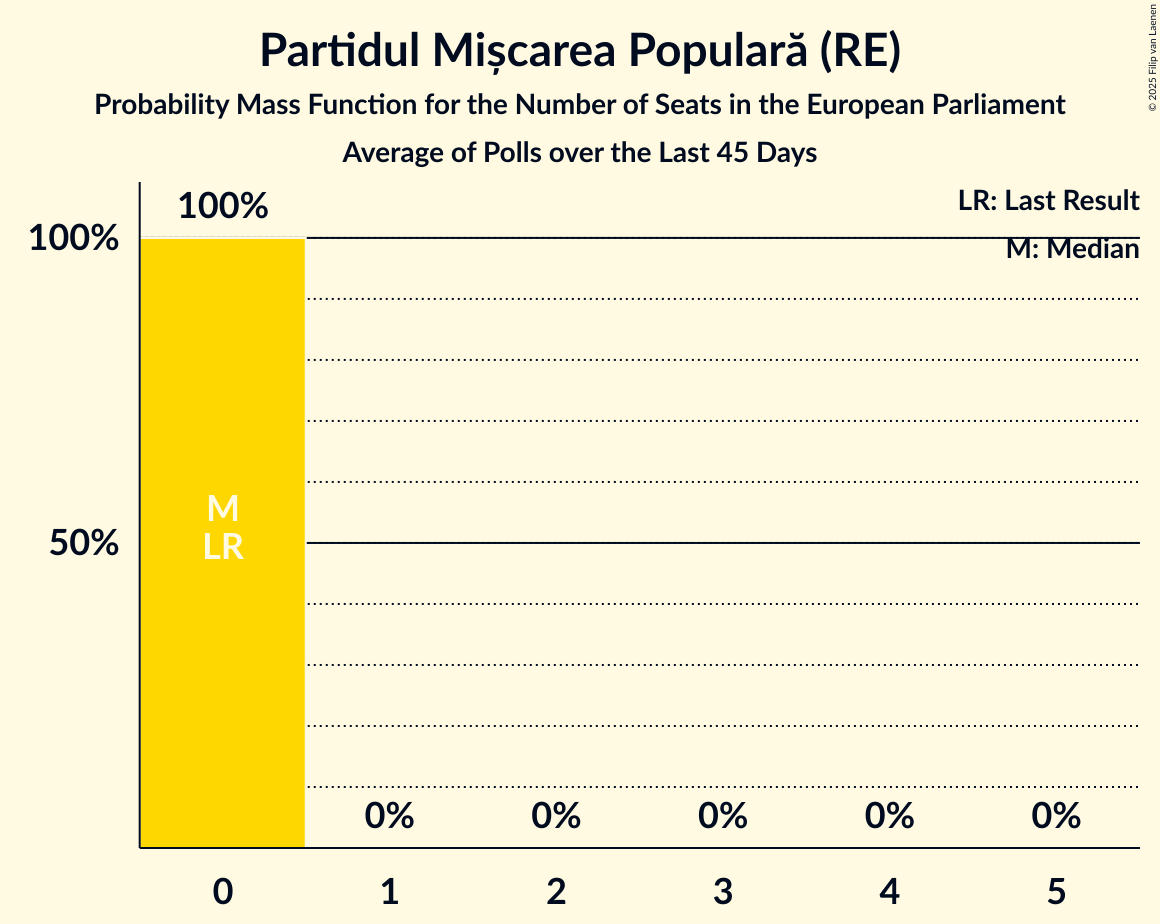 Partidul Mișcarea Populară (RE)
Probability Mass Function for the Number of Seats in the European Parliament
Average of Polls over the Last 45 Days
© 2025 Filip van Laenen
LR: Last Result
M: Median
100%
100%
50%
M
LR
0% 0% 0% 0% 0%
0 1 2 3 4 5